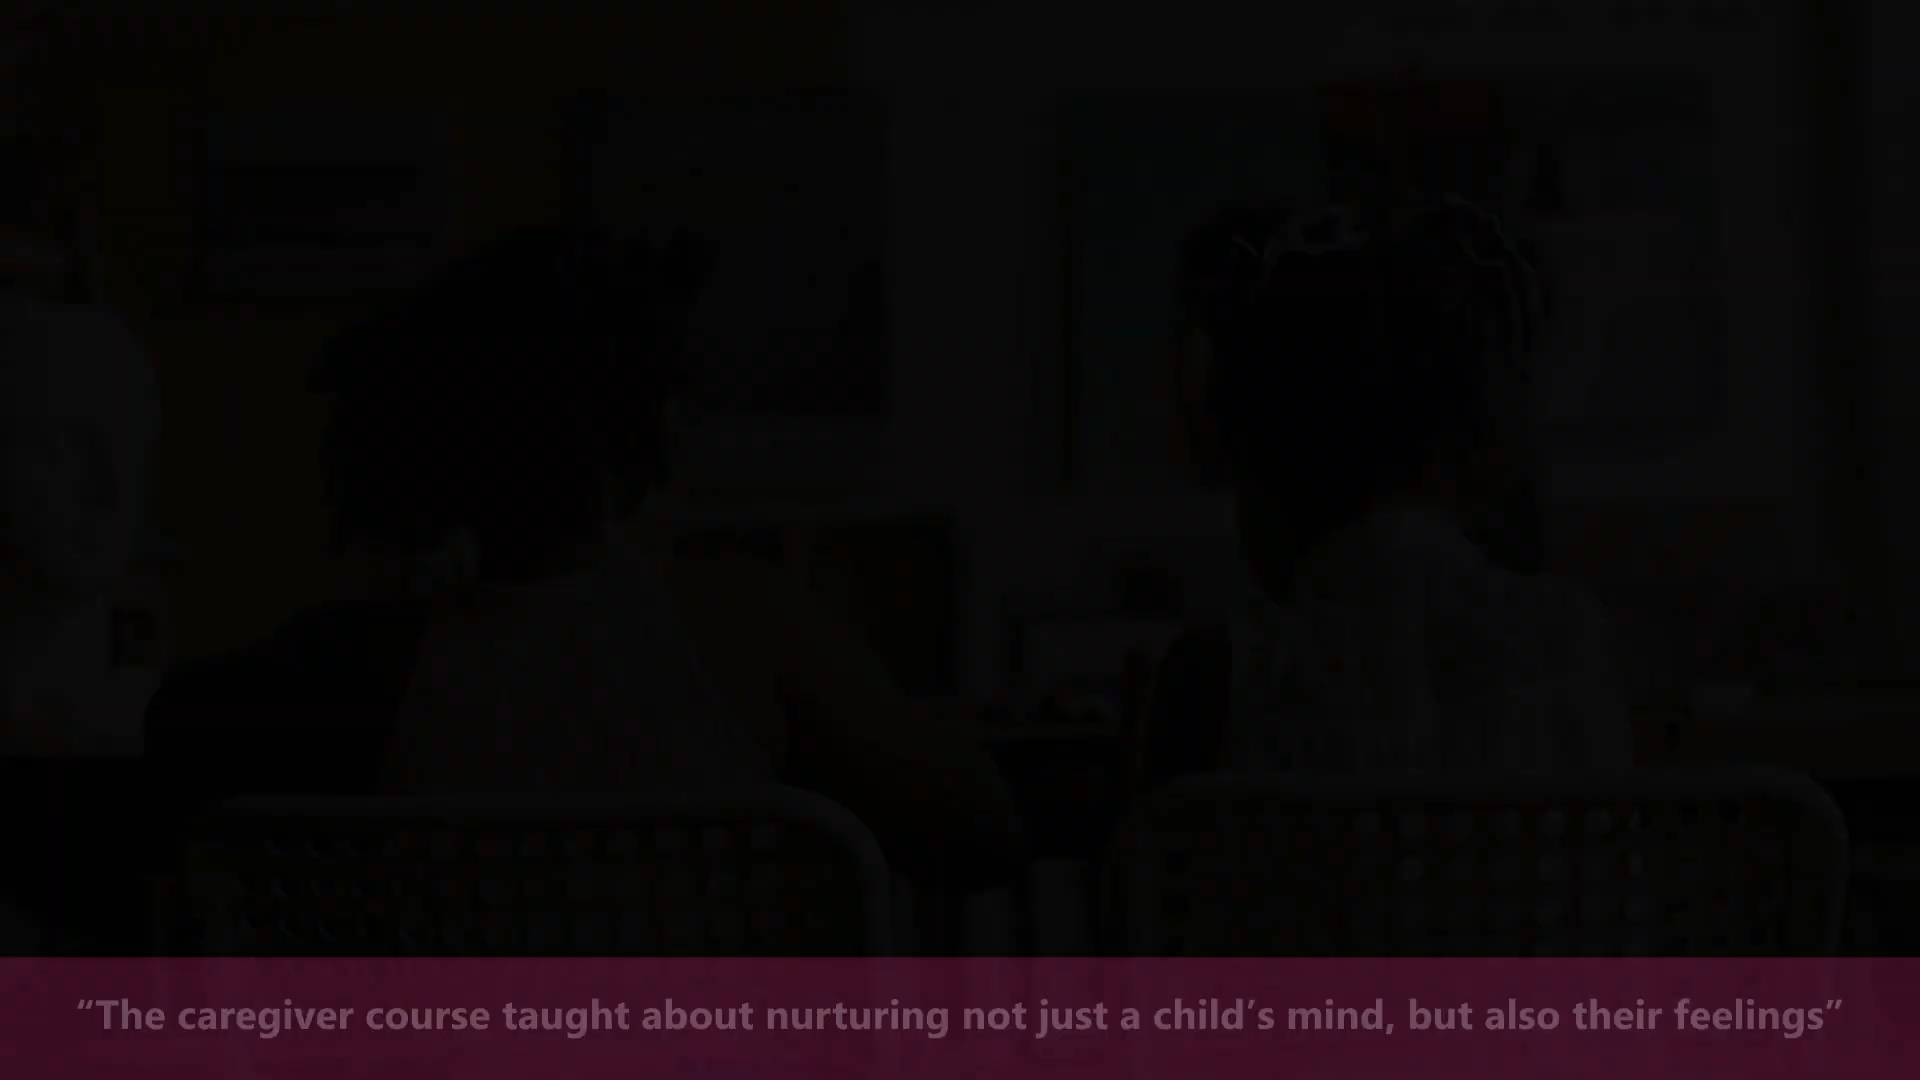 “The caregiver course taught about nurturing not just a child’s mind, but also their feelings”